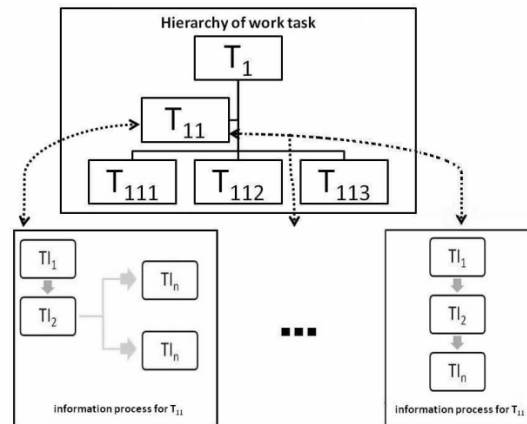 Hierarchy of work task
T₁
T₁₁
T₁₁₁ T₁₁₂ T₁₁₃
TI₁
TI₂
TIₙ
TIₙ
information process for T₁₁
...
TI₁
TI₂
TIₙ
information process for T₁₁